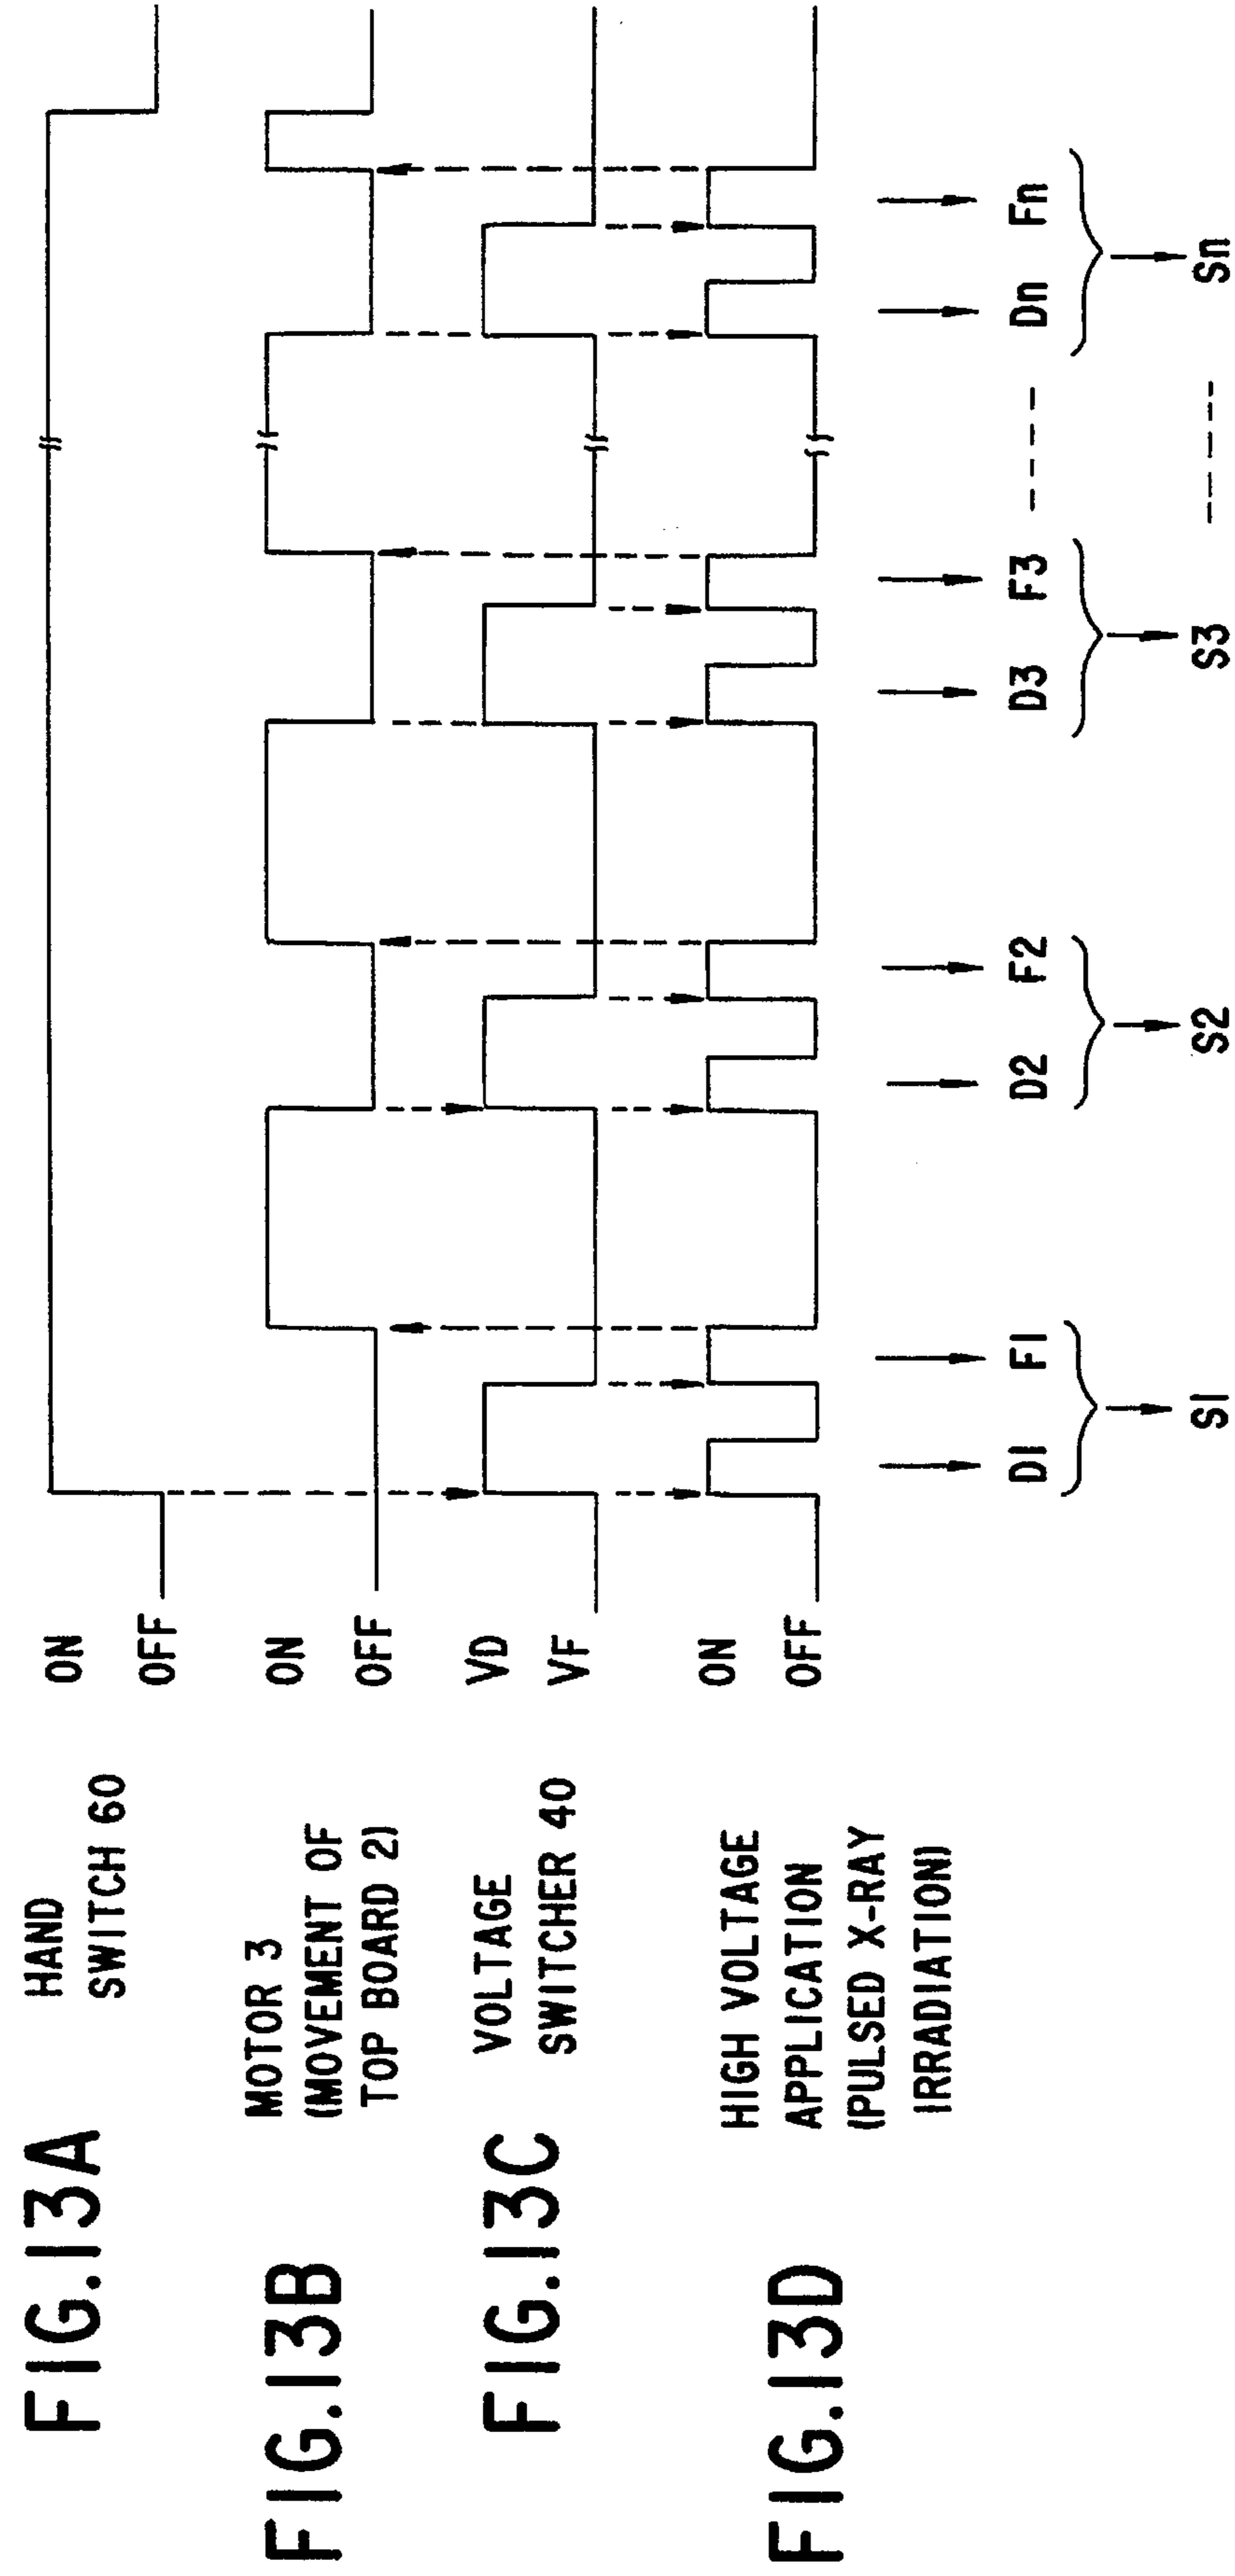 FIG.13A
HAND
SWITCH 60
ON
OFF
FIG.13B
MOTOR 3
(MOVEMENT OF
TOP BOARD 2)
ON
OFF
FIG.13C
VOLTAGE
SWITCHER 40
VD
VF
FIG.13D
HIGH VOLTAGE
APPLICATION
(PULSED X-RAY
IRRADIATION)
ON
OFF
D1 F1 D2 F2 D3 F3 Dn Fn
S1 S2 S3 Sn